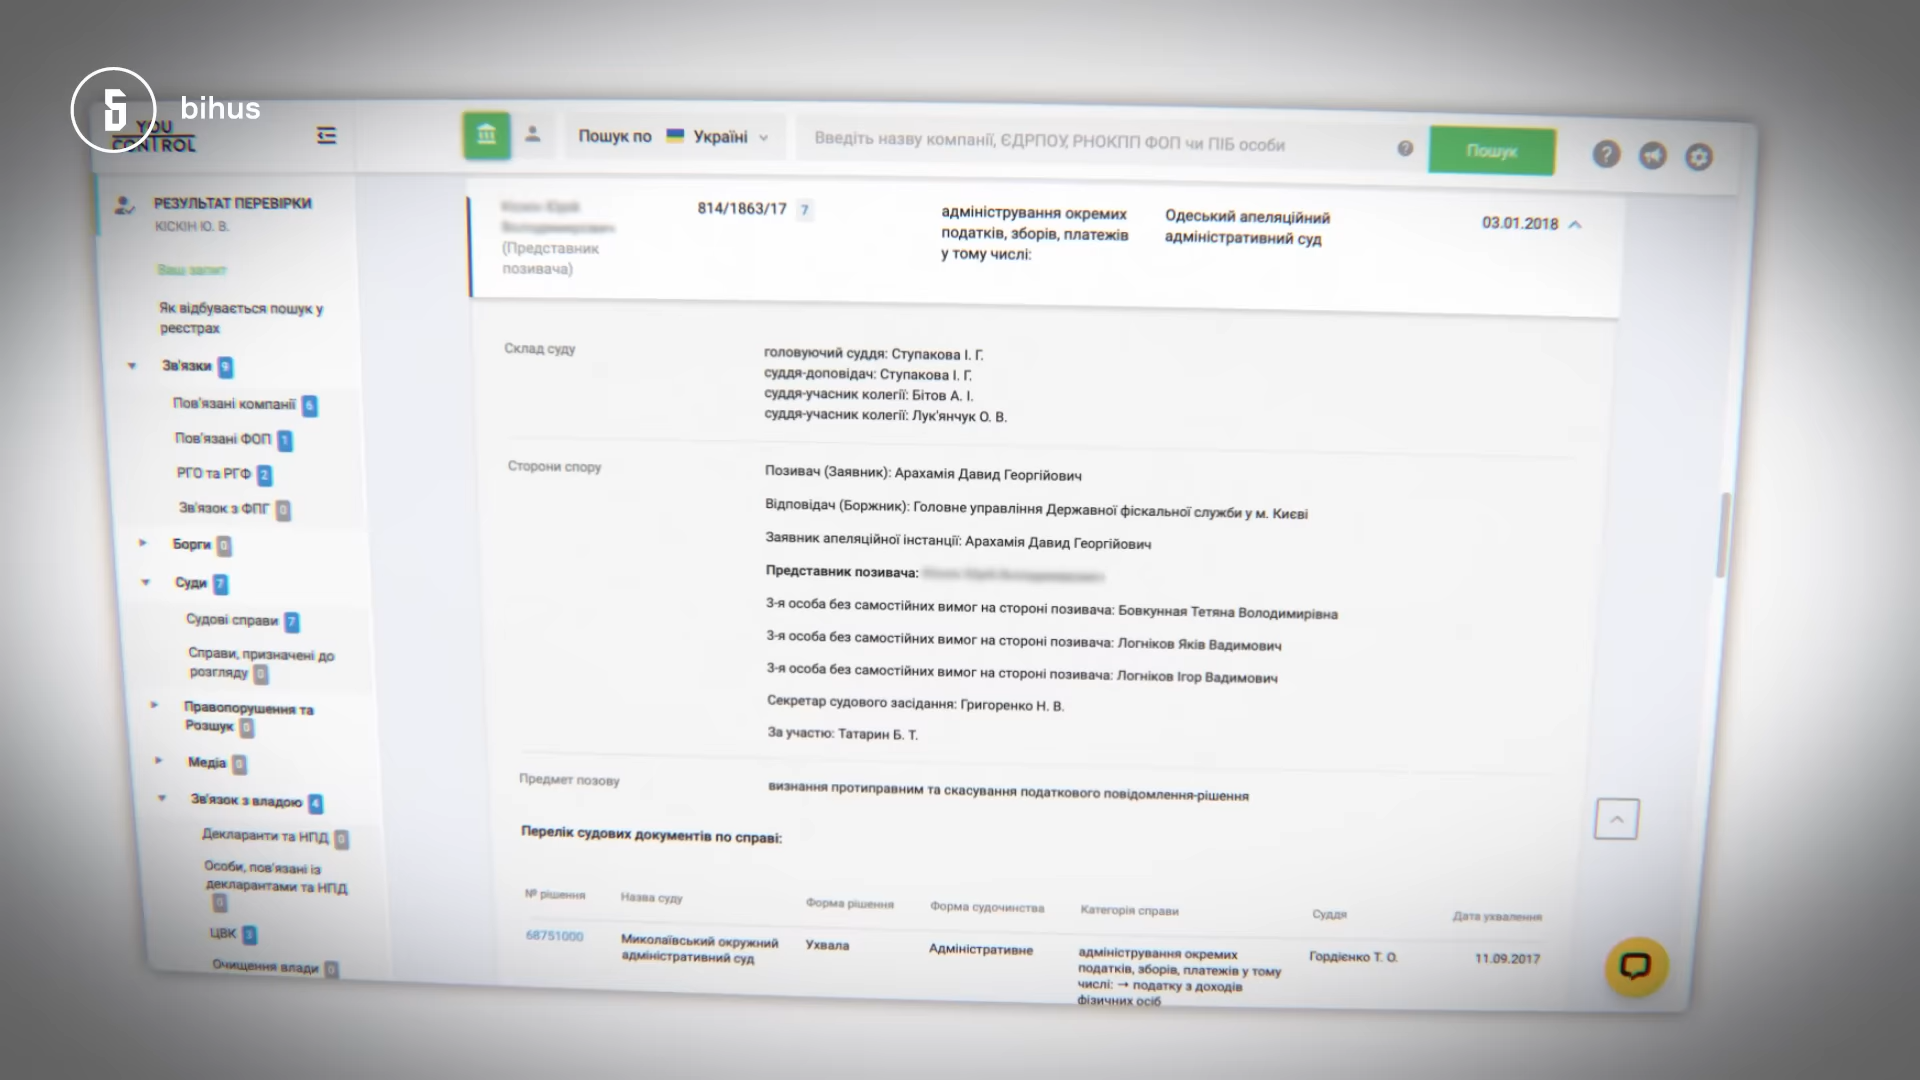 bihus
YOU
CONTROL
Пошук по Україні
Введіть назву компанії, ЄДРПОУ, РНОКПП ФОП чи ПІБ особи
Пошук
РЕЗУЛЬТАТ ПЕРЕВІРКИ
КІСКІН Ю. В.
Ваш запит
Як відбувається пошук у
реєстрах
Зв'язки 9
Пов'язані компанії 6
Пов'язані ФОП 1
РГО та РГФ 2
Зв'язок з ФПГ 0
Борги 0
Суди 7
Судові справи 7
Справи, призначені до
розгляду 0
Правопорушення та
Розшук 0
Медіа 0
Зв'язок з владою 4
Декларанти та НПД 0
Особи, пов'язані із
декларантами та НПД
0
ЦВК 3
Очищення влади 0
(Представник
позивача)
814/1863/17 7
адміністрування окремих
податків, зборів, платежів
у тому числі:
Одеський апеляційний
адміністративний суд
03.01.2018
Склад суду
головуючий суддя: Ступакова І. Г.
суддя-доповідач: Ступакова І. Г.
суддя-учасник колегії: Бітов А. І.
суддя-учасник колегії: Лук'янчук О. В.
Сторони спору
Позивач (Заявник): Арахамія Давид Георгійович
Відповідач (Боржник): Головне управління Державної фіскальної служби у м. Києві
Заявник апеляційної інстанції: Арахамія Давид Георгійович
Представник позивача:
3-я особа без самостійних вимог на стороні позивача: Бовкунная Тетяна Володимирівна
3-я особа без самостійних вимог на стороні позивача: Логніков Яків Вадимович
3-я особа без самостійних вимог на стороні позивача: Логніков Ігор Вадимович
Секретар судового засідання: Григоренко Н. В.
За участю: Татарин Б. Т.
Предмет позову
визнання протиправним та скасування податкового повідомлення-рішення
Перелік судових документів по справі:
№ рішення Назва суду Форма рішення Форма судочинства Категорія справи Суддя Дата ухвалення
68751000
Миколаївський окружний
адміністративний суд
Ухвала
Адміністративне
адміністрування окремих
податків, зборів, платежів у тому
числі: → податку з доходів
фізичних осіб
Гордієнко Т. О.
11.09.2017